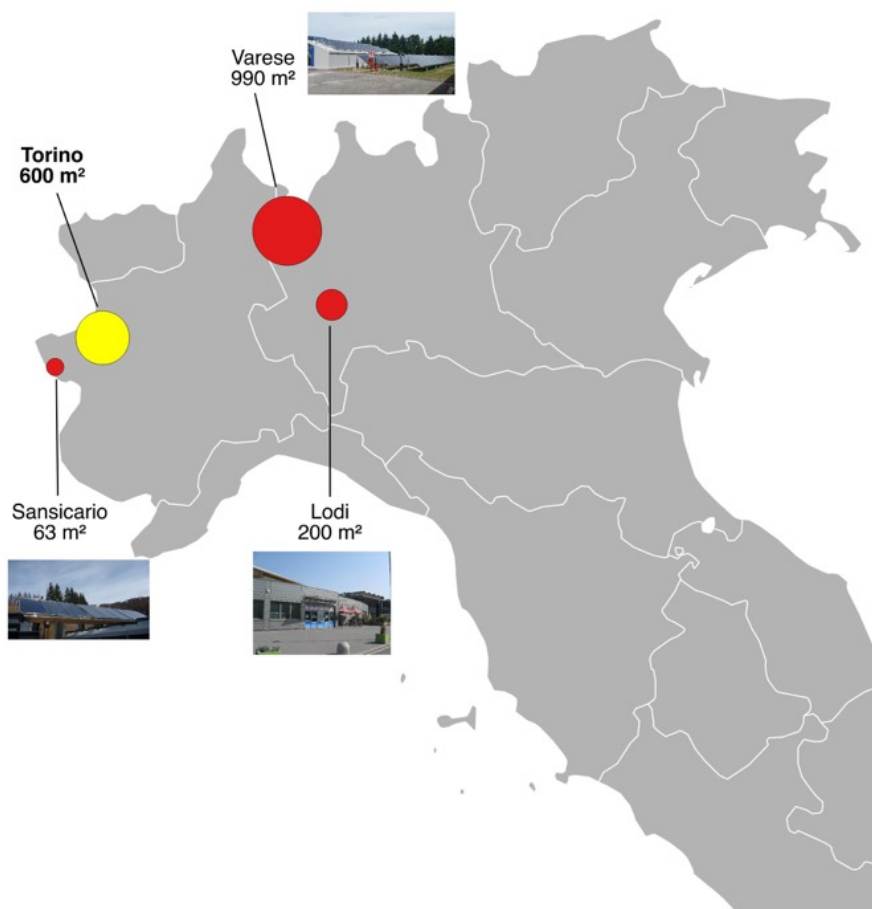 Varese
990 m²
Torino
600 m²
Sansicario
63 m²
Lodi
200 m²